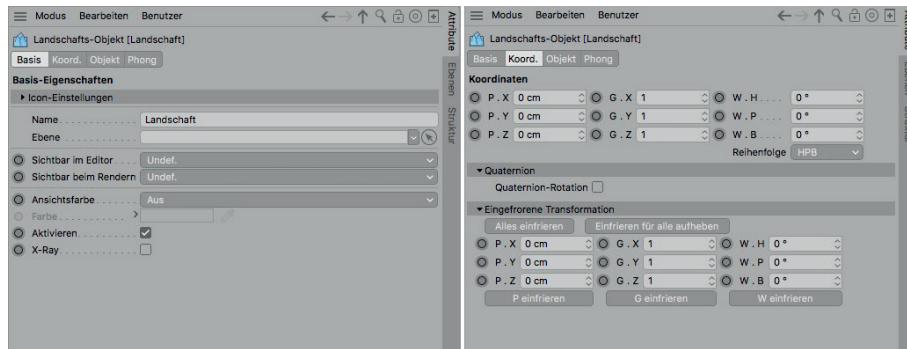 Modus Bearbeiten Benutzer
Landschafts-Objekt [Landschaft]
Basis Koord. Objekt Phong
Basis-Eigenschaften
Icon-Einstellungen
Name Landschaft
Ebene
Sichtbar im Editor Undef.
Sichtbar beim Rendern Undef.
Ansichtsfarbe Aus
Farbe
Aktivieren
X-Ray
Attribute
Ebenen
Struktur
Modus Bearbeiten Benutzer
Landschafts-Objekt [Landschaft]
Basis Koord. Objekt Phong
Koordinaten
P . X 0 cm G . X 1 W . H 0 °
P . Y 0 cm G . Y 1 W . P 0 °
P . Z 0 cm G . Z 1 W . B 0 °
Reihenfolge HPB
Quaternion
Quaternion-Rotation
Eingefrorene Transformation
Alles einfrieren Einfrieren für alle aufheben
P . X 0 cm G . X 1 W . H 0 °
P . Y 0 cm G . Y 1 W . P 0 °
P . Z 0 cm G . Z 1 W . B 0 °
P einfrieren G einfrieren W einfrieren